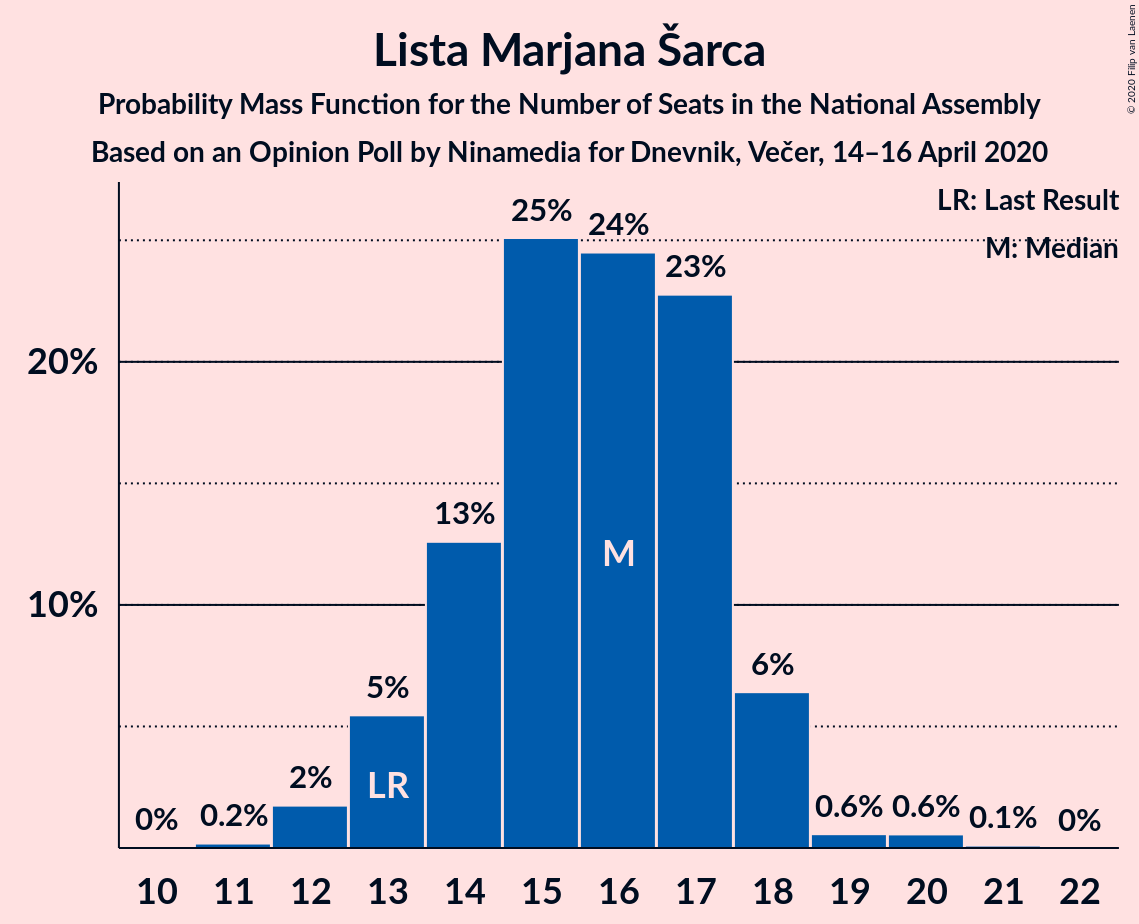 Lista Marjana Šarca
Probability Mass Function for the Number of Seats in the National Assembly
Based on an Opinion Poll by Ninamedia for Dnevnik, Večer, 14–16 April 2020
© 2020 Filip van Laenen
LR: Last Result
M: Median
20%
10%
0%
0.2%
2%
5%
13%
25%
24%
23%
6%
0.6%
0.6%
0.1%
0%
LR
M
10 11 12 13 14 15 16 17 18 19 20 21 22